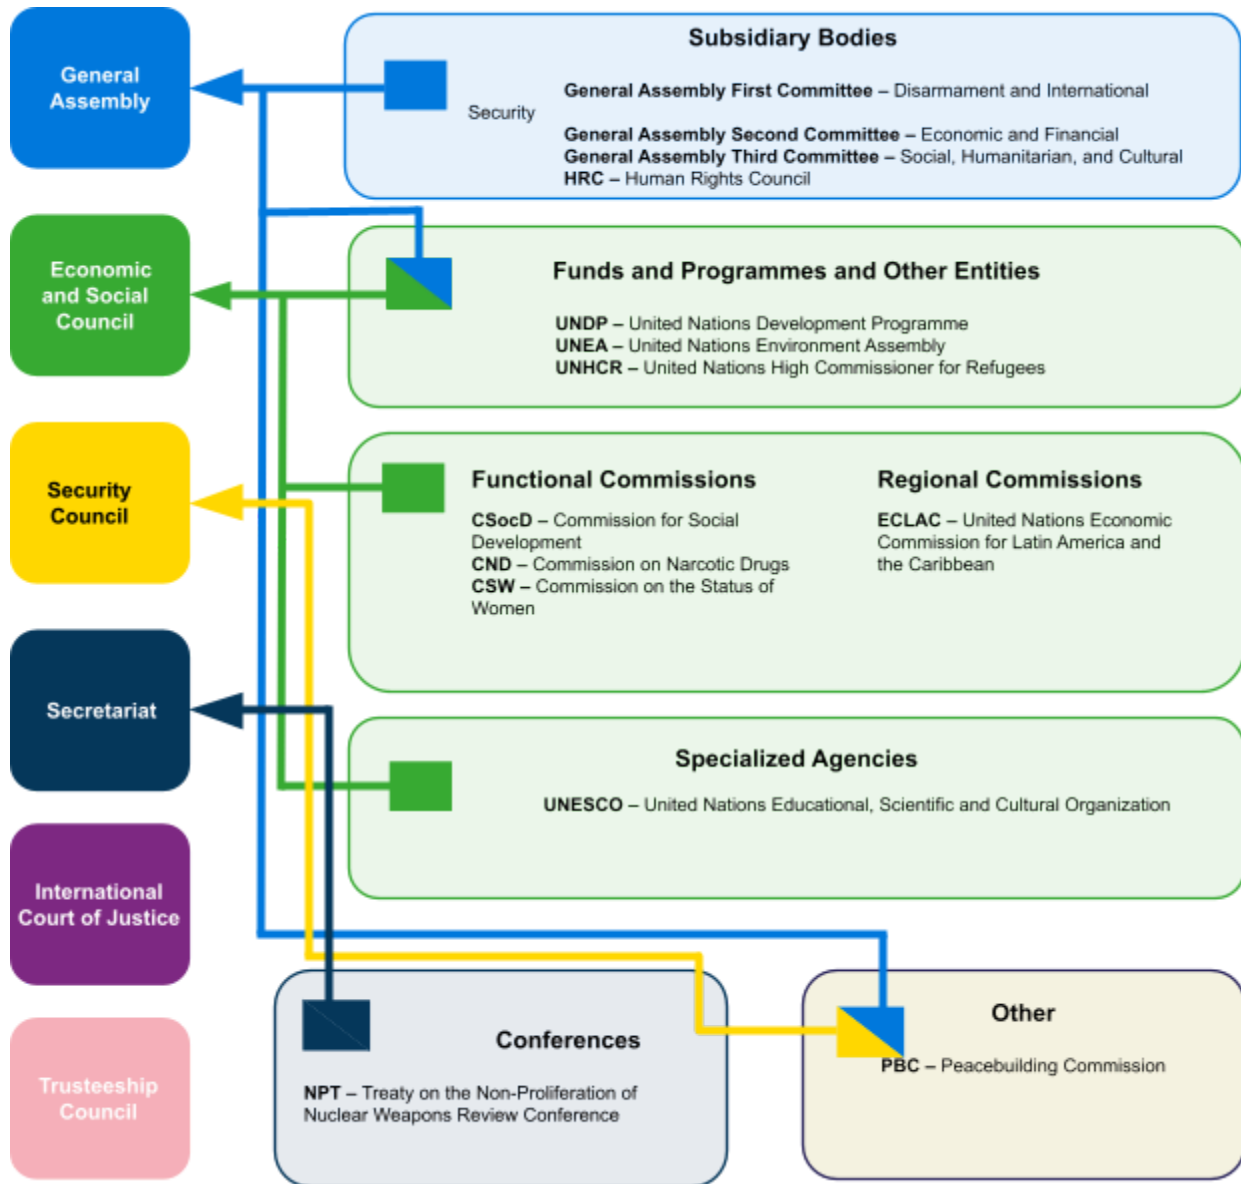 General
Assembly
Subsidiary Bodies
General Assembly First Committee – Disarmament and International
Security
General Assembly Second Committee – Economic and Financial
General Assembly Third Committee – Social, Humanitarian, and Cultural
HRC – Human Rights Council
Economic
and Social
Council
Funds and Programmes and Other Entities
UNDP – United Nations Development Programme
UNEA – United Nations Environment Assembly
UNHCR – United Nations High Commissioner for Refugees
Security
Council
Functional Commissions
CSocD – Commission for Social
Development
CND – Commission on Narcotic Drugs
CSW – Commission on the Status of
Women
Regional Commissions
ECLAC – United Nations Economic
Commission for Latin America and
the Caribbean
Secretariat
Specialized Agencies
UNESCO – United Nations Educational, Scientific and Cultural Organization
International
Court of Justice
Trusteeship
Council
Conferences
NPT – Treaty on the Non-Proliferation of
Nuclear Weapons Review Conference
Other
PBC – Peacebuilding Commission